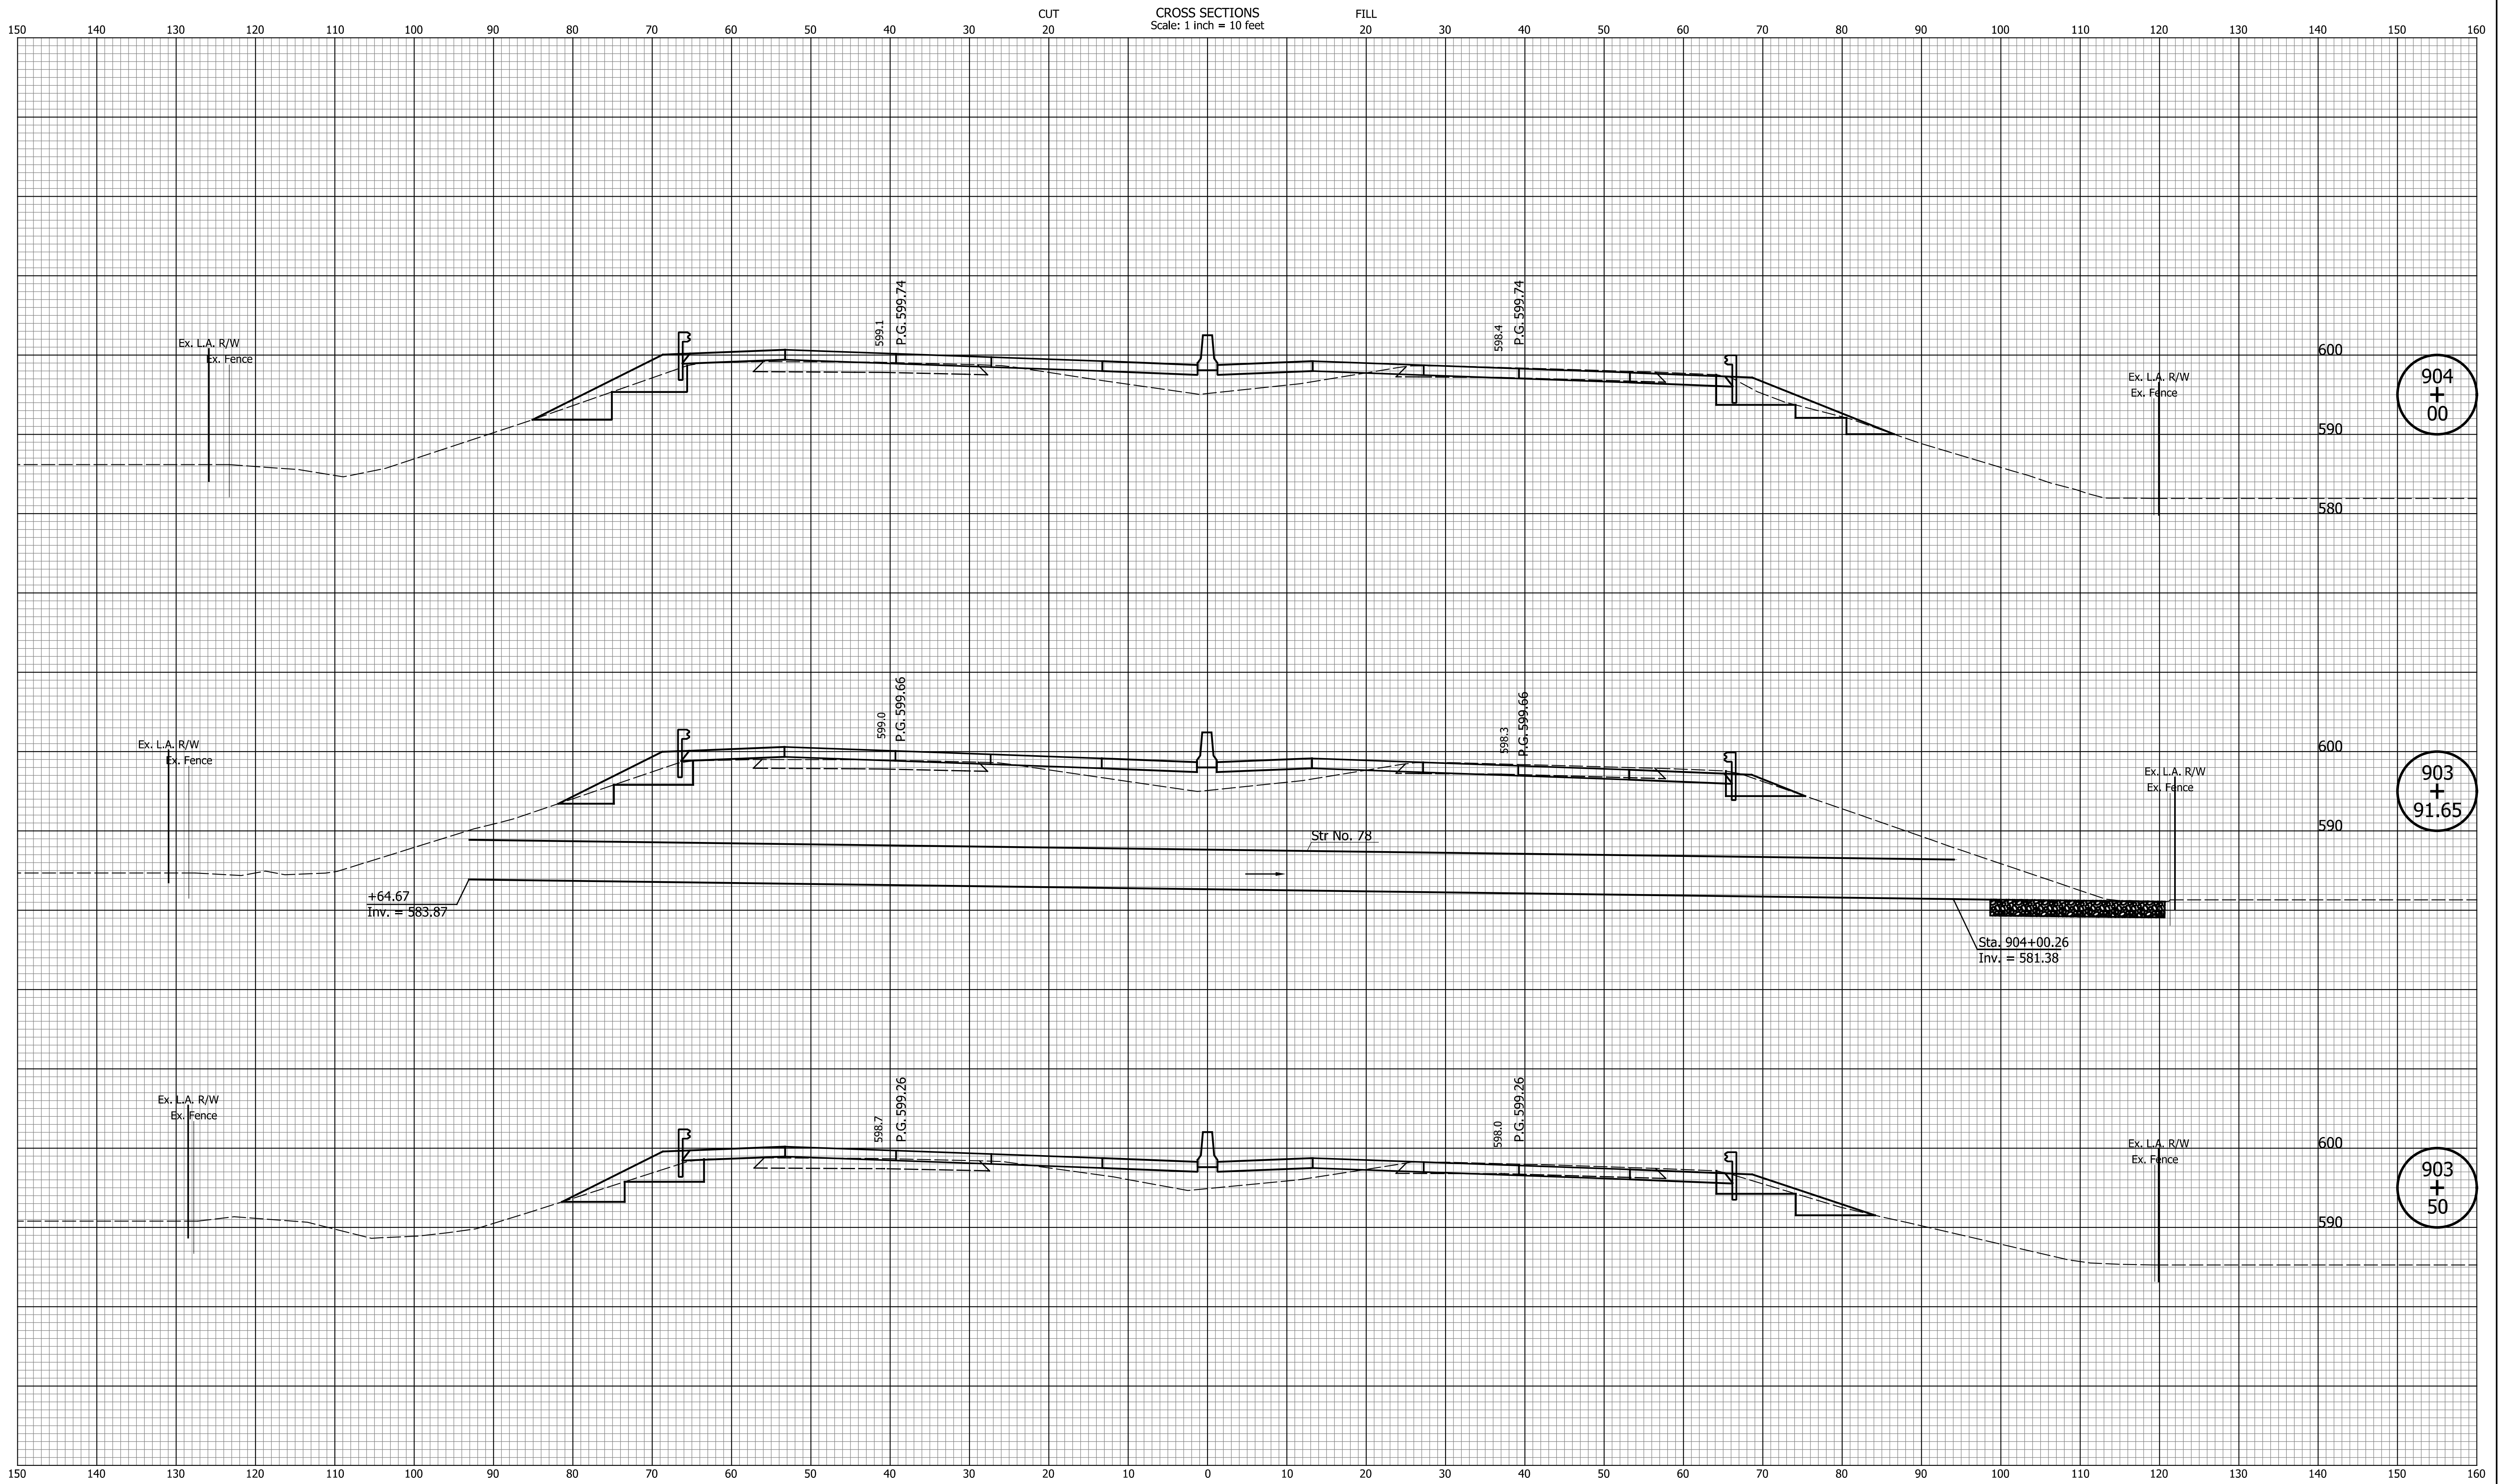 CUT CROSS SECTIONS FILL
Scale: 1 inch = 10 feet
150 140 130 120 110 100 90 80 70 60 50 40 30 20 0 20 30 40 50 60 70 80 90 100 110 120 130 140 150 160
Ex. L.A. R/W
Ex. Fence
599.1
P.G. 599.74
598.4
P.G. 599.74
Ex. L.A. R/W
Ex. Fence
600
590
580
904
+
00
Ex. L.A. R/W
Ex. Fence
599.0
P.G. 599.66
598.3
P.G. 599.66
Ex. L.A. R/W
Ex. Fence
600
590
903
+
91.65
Str No. 78
+64.67
Inv. = 583.87
Sta. 904+00.26
Inv. = 581.38
Ex. L.A. R/W
Ex. Fence
598.7
P.G. 599.26
598.0
P.G. 599.26
Ex. L.A. R/W
Ex. Fence
600
590
903
+
50
150 140 130 120 110 100 90 80 70 60 50 40 30 20 10 0 10 20 30 40 50 60 70 80 90 100 110 120 130 140 150 160